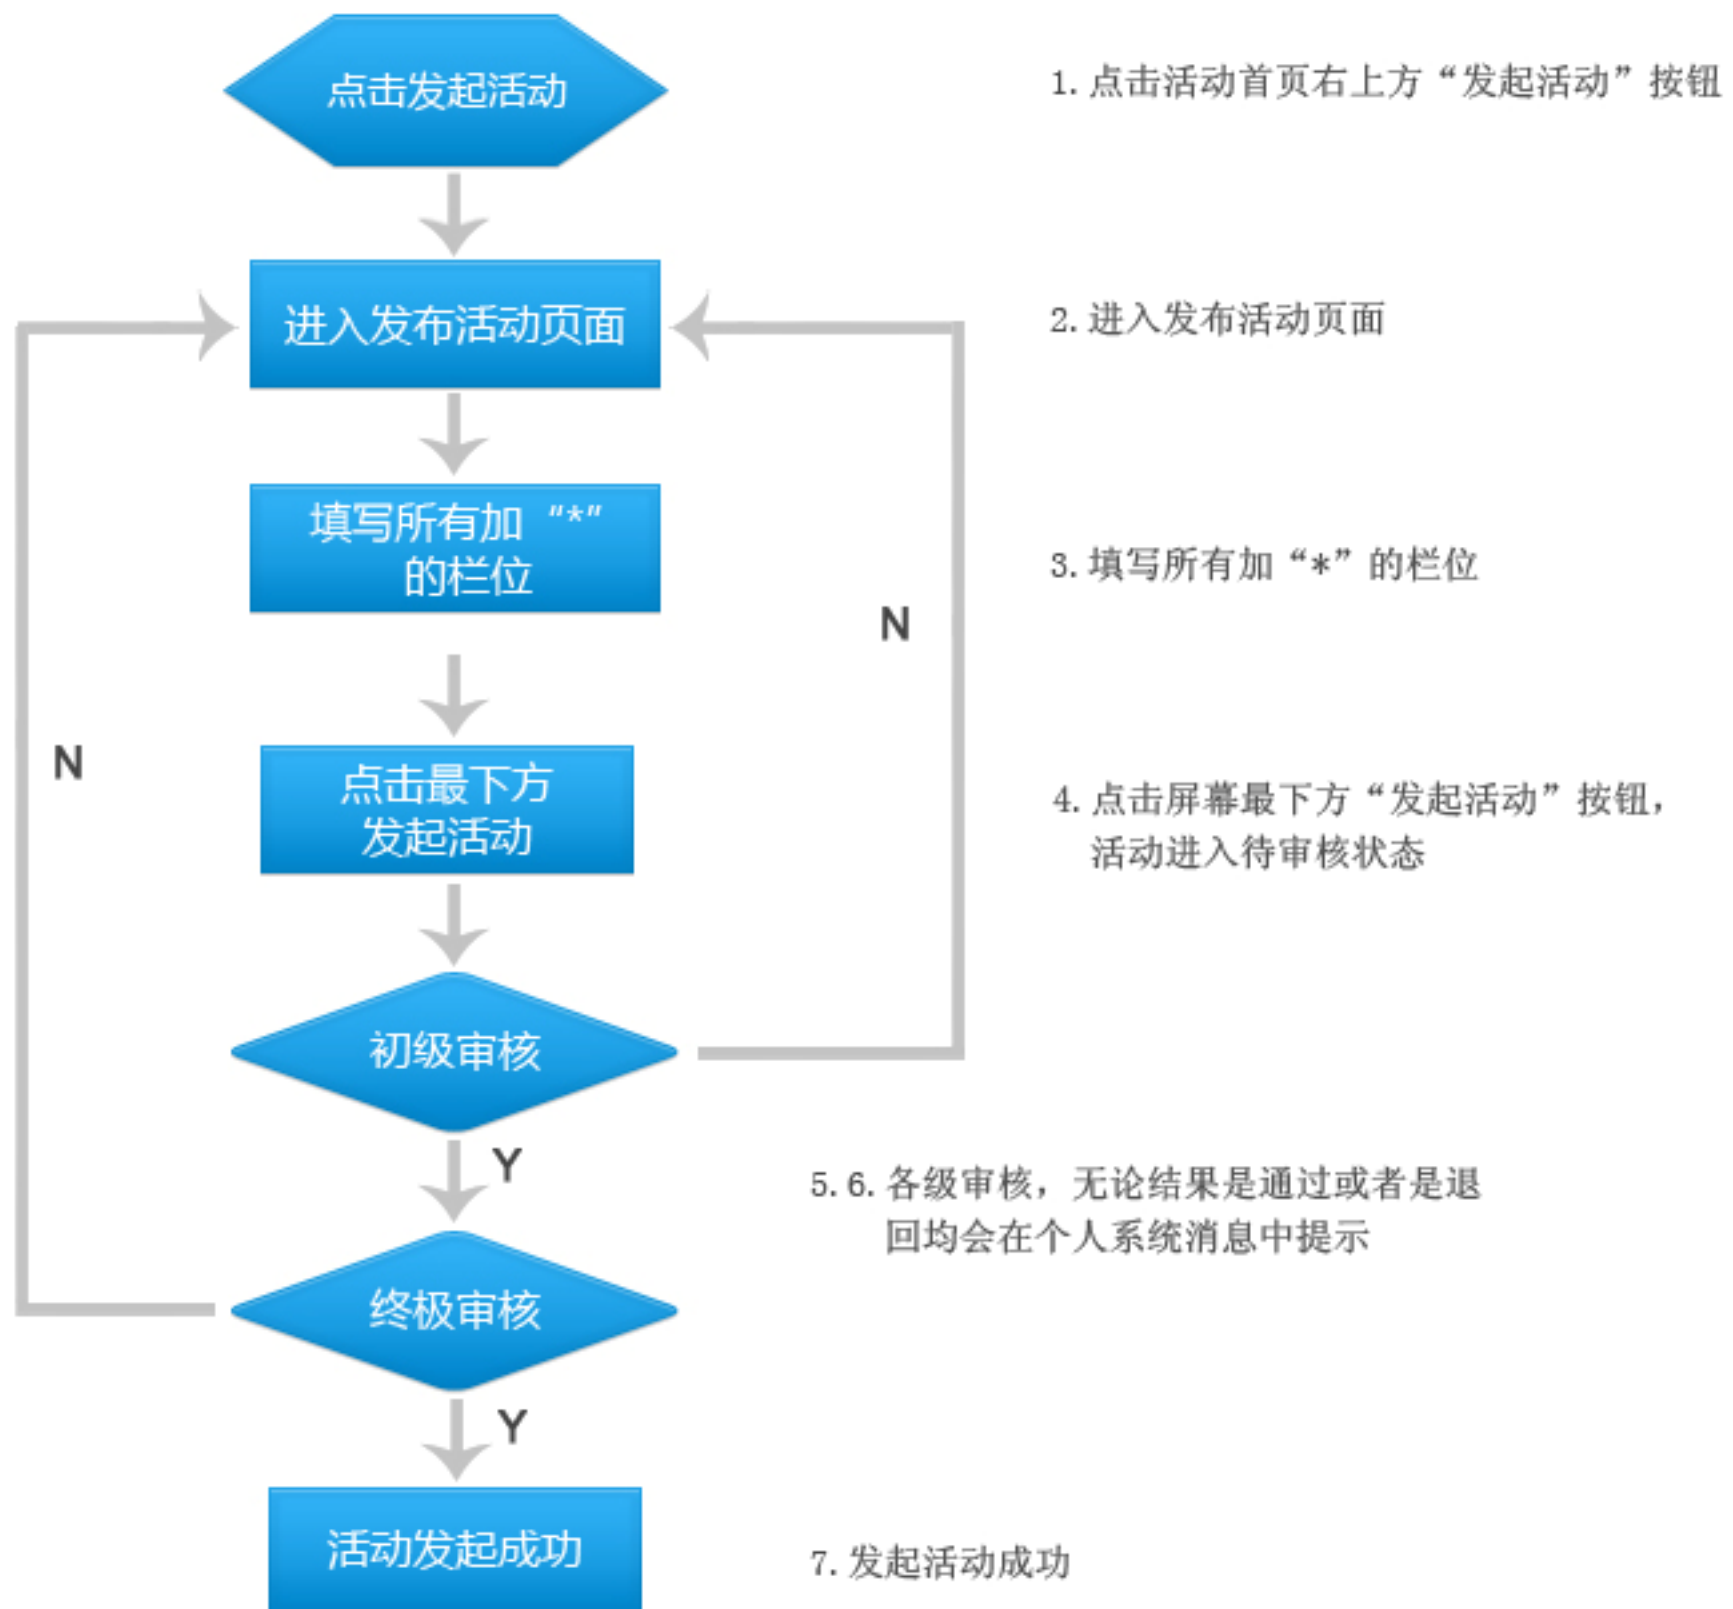 点击发起活动
1. 点击活动首页右上方“发起活动”按钮
进入发布活动页面
2. 进入发布活动页面
填写所有加 "*"
的栏位
3. 填写所有加“*”的栏位
N
N
点击最下方
发起活动
4. 点击屏幕最下方“发起活动”按钮，
活动进入待审核状态
初级审核
Y
5. 6. 各级审核，无论结果是通过或者是退
回均会在个人系统消息中提示
终极审核
Y
活动发起成功
7. 发起活动成功